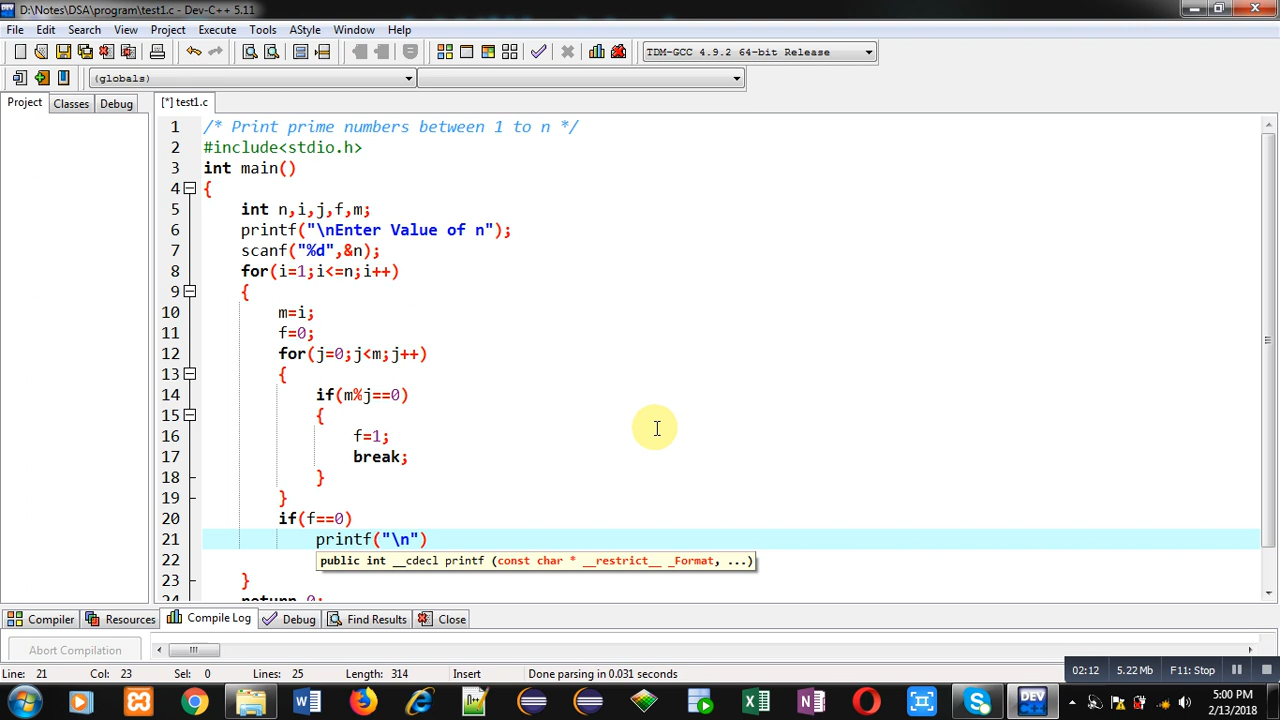 D:\Notes\DSA\program\test1.c - Dev-C++ 5.11
File Edit Search View Project Execute Tools AStyle Window Help
TDM-GCC 4.9.2 64-bit Release
(globals)
Project Classes Debug [*] test1.c
1 /* Print prime numbers between 1 to n */
2 #include<stdio.h>
3 int main()
4 {
5 int n,i,j,f,m;
6 printf("\nEnter Value of n");
7 scanf("%d",&n);
8 for(i=1;i<=n;i++)
9 {
10 m=i;
11 f=0;
12 for(j=0;j<m;j++)
13 {
14 if(m%j==0)
15 {
16 f=1;
17 break;
18 }
19 }
20 if(f==0)
21 printf("\n")
22 public int __cdecl printf (const char * __restrict__ _Format, ...)
23 }
24 return 0;
Compiler Resources Compile Log Debug Find Results Close
Abort Compilation
Line: 21 Col: 23 Sel: 0 Lines: 25 Length: 314 Insert Done parsing in 0.031 seconds
02:12 5.22 Mb F11: Stop
DEV
5:00 PM
2/13/2018